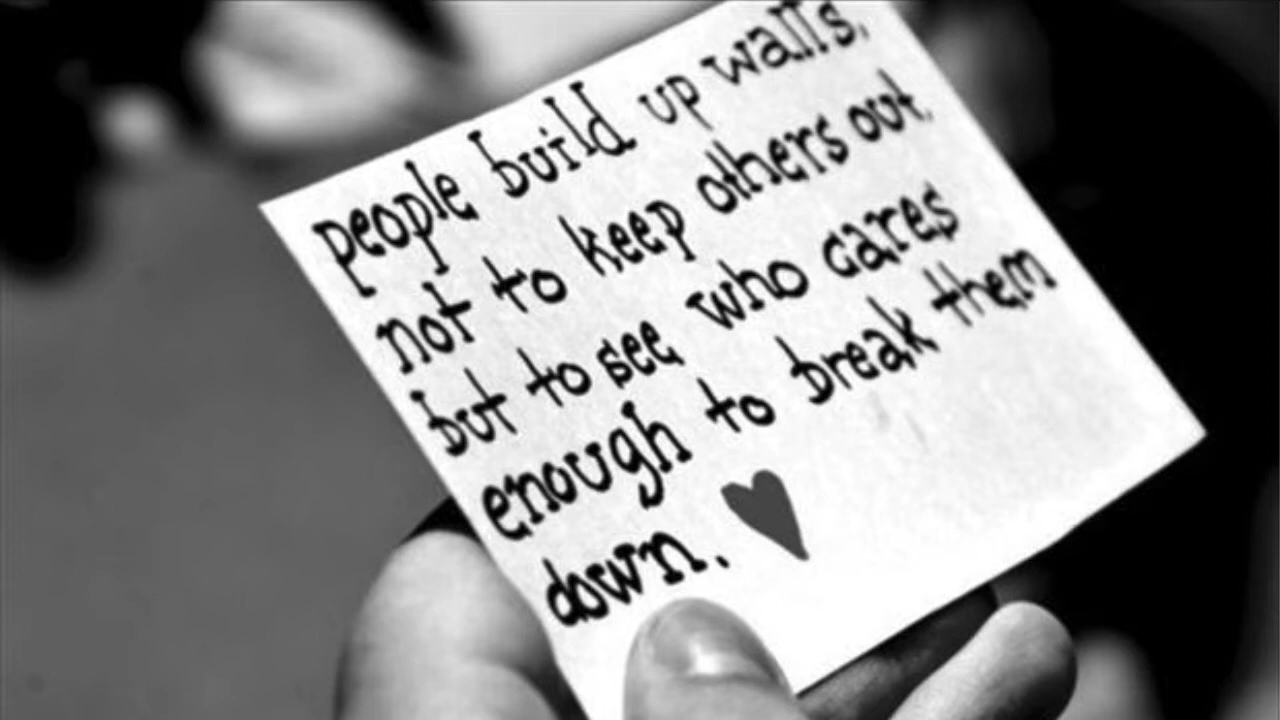 people build up walls,
not to keep others out,
but to see who cares
enough to break them
down.